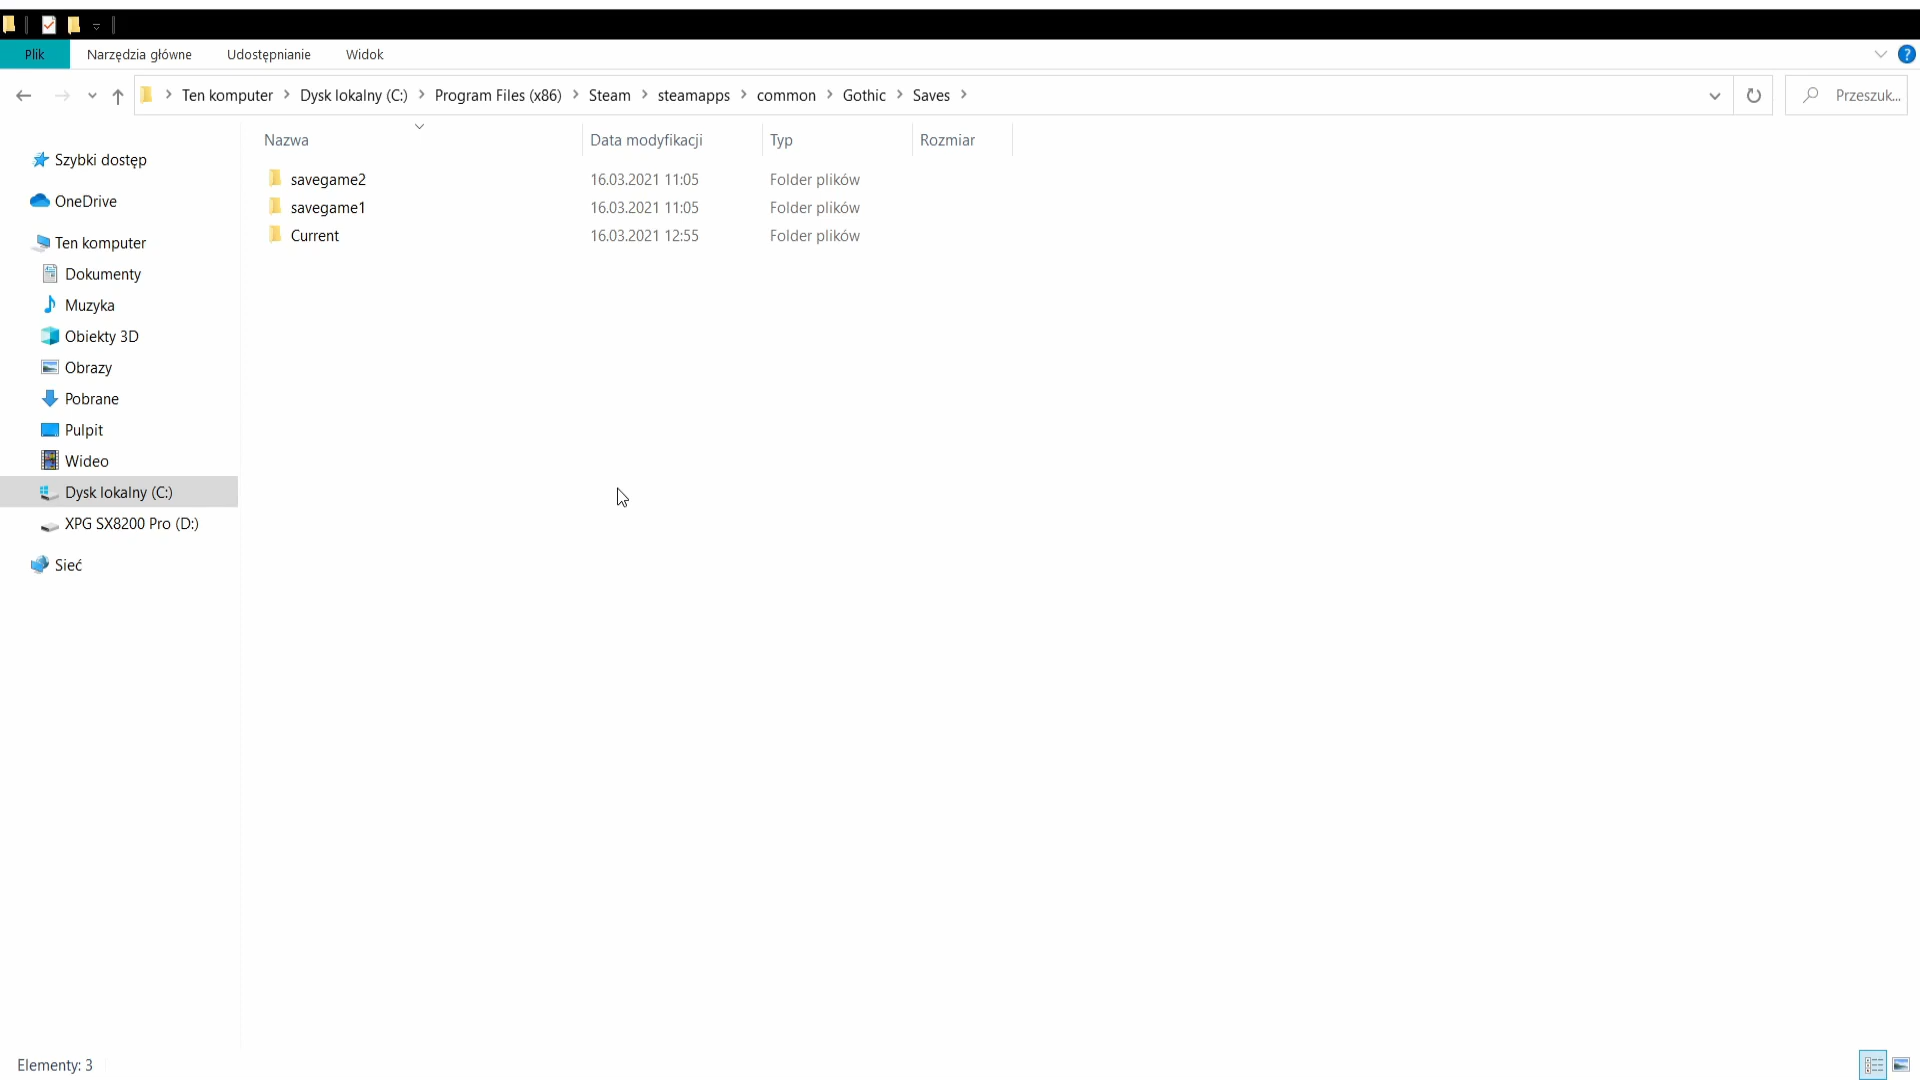 Plik Narzędzia główne Udostępnianie Widok
Ten komputer Dysk lokalny (C:) Program Files (x86) Steam steamapps common Gothic Saves Przeszuk...
Nazwa Data modyfikacji Typ Rozmiar
savegame2 16.03.2021 11:05 Folder plików
savegame1 16.03.2021 11:05 Folder plików
Current 16.03.2021 12:55 Folder plików
Szybki dostęp
OneDrive
Ten komputer
Dokumenty
Muzyka
Obiekty 3D
Obrazy
Pobrane
Pulpit
Wideo
Dysk lokalny (C:)
XPG SX8200 Pro (D:)
Sieć
Elementy: 3